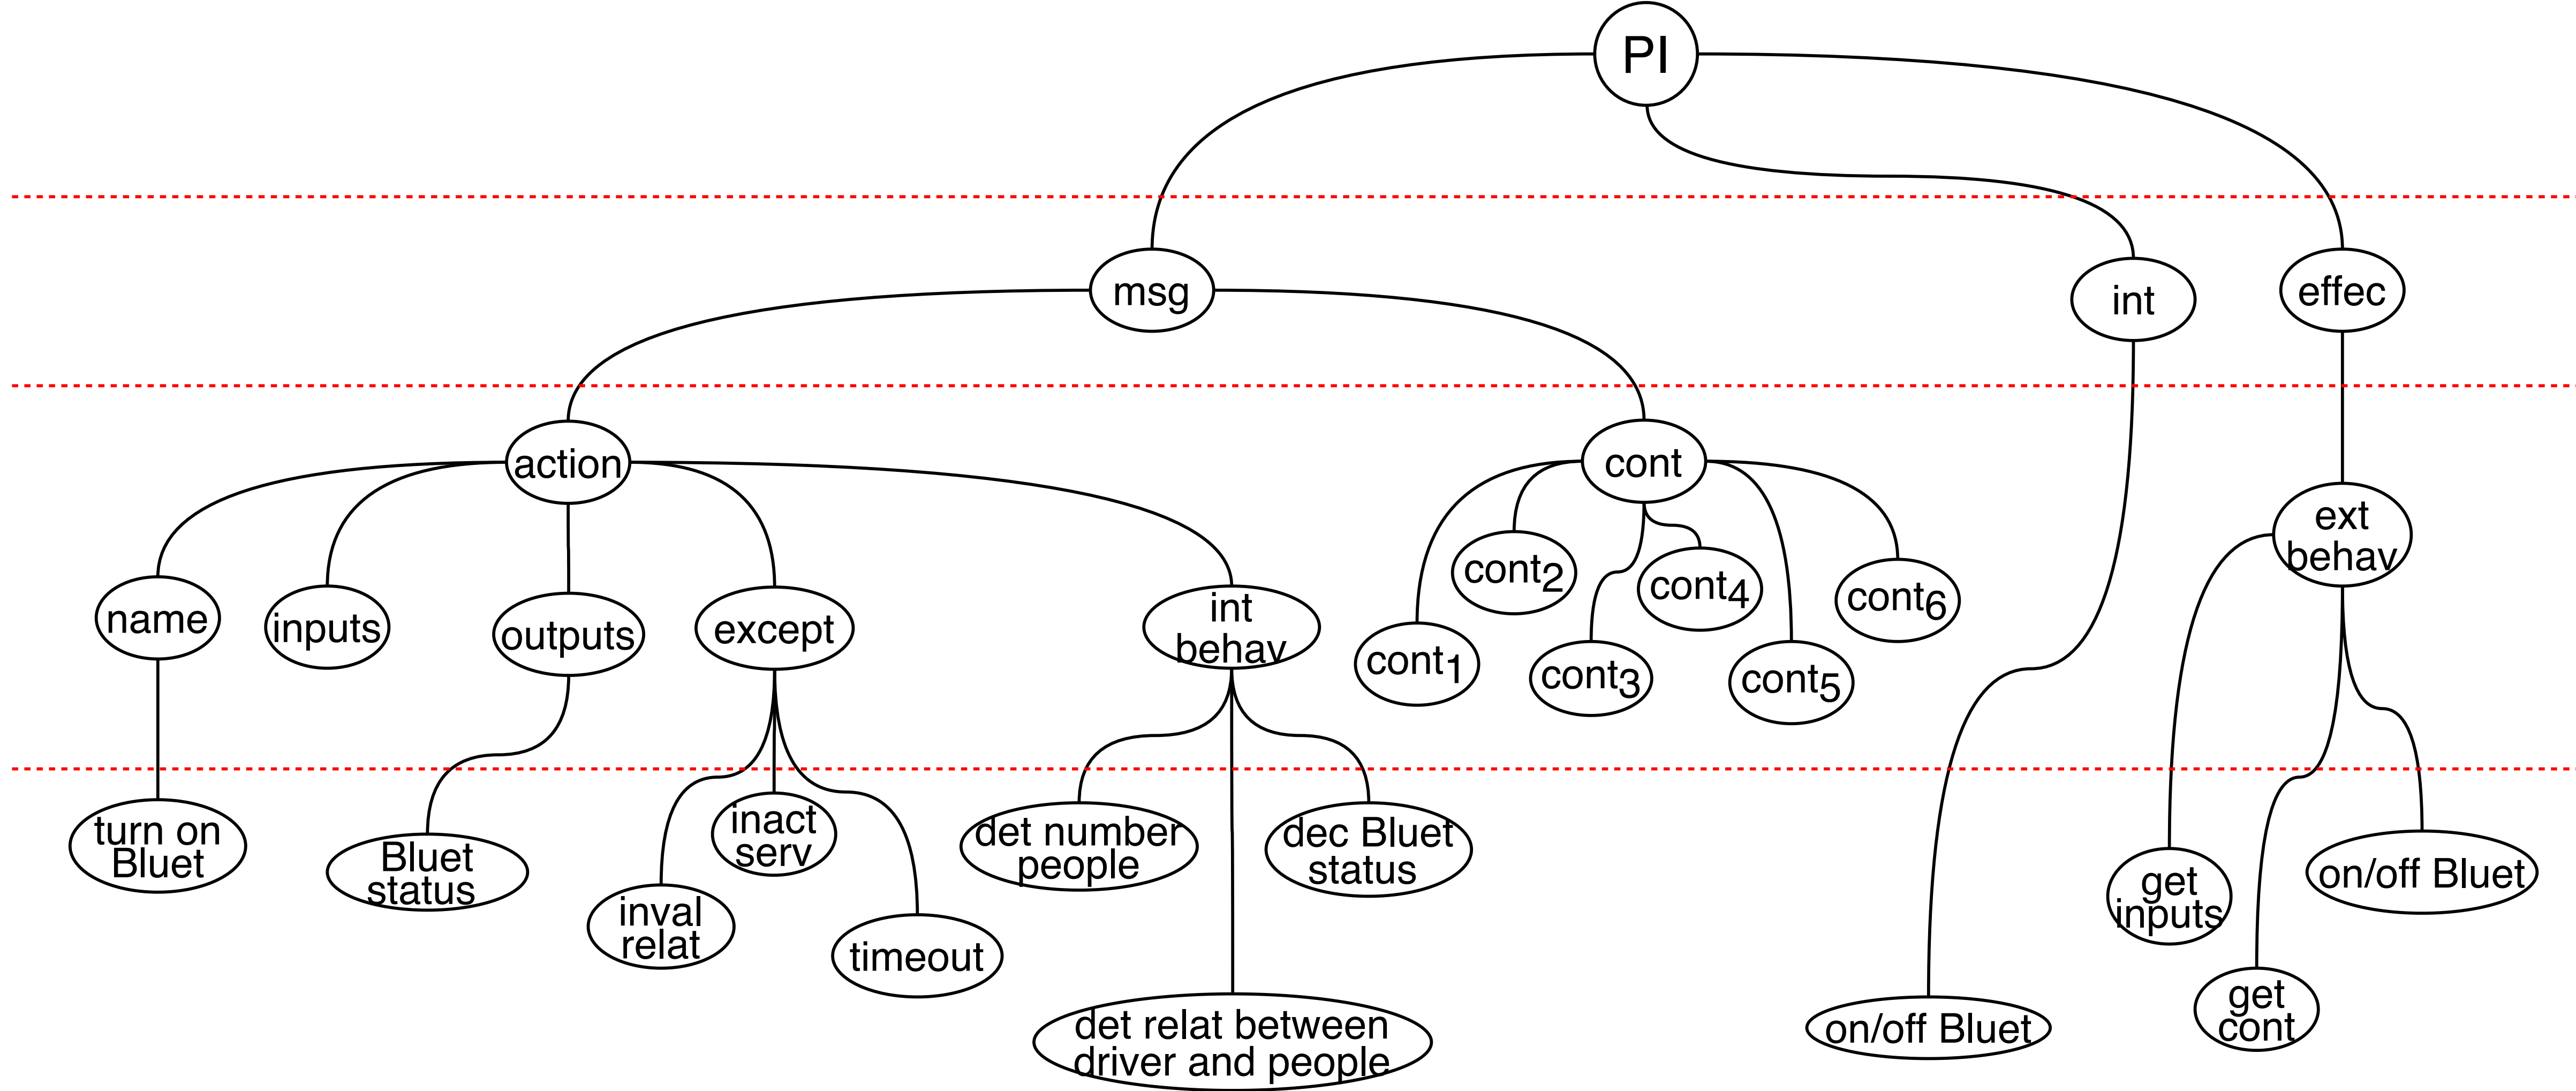 PI
msg
int
effec
action
cont
ext
behav
name
inputs
outputs
except
int
behav
cont1
cont2
cont3
cont4
cont5
cont6
turn on
Bluet
Bluet
status
inval
relat
inact
serv
timeout
det number
people
det relat between
driver and people
dec Bluet
status
on/off Bluet
get
inputs
get
cont
on/off Bluet